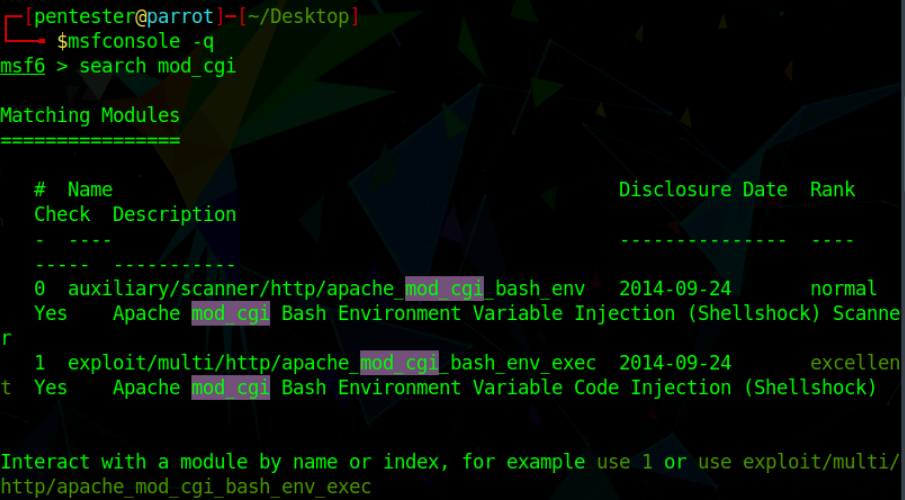 ┌─[pentester@parrot]─[~/Desktop]
└──╼ $msfconsole -q
msf6 > search mod_cgi
Matching Modules
================
#  Name                                              Disclosure Date  Rank
Check  Description
-  ----                                              ---------------  ----
-----  -----------
0  auxiliary/scanner/http/apache_mod_cgi_bash_env   2014-09-24       normal
Yes    Apache mod_cgi Bash Environment Variable Injection (Shellshock) Scanne
r
1  exploit/multi/http/apache_mod_cgi_bash_env_exec  2014-09-24       excellen
t  Yes    Apache mod_cgi Bash Environment Variable Code Injection (Shellshock)
Interact with a module by name or index, for example use 1 or use exploit/multi/
http/apache_mod_cgi_bash_env_exec